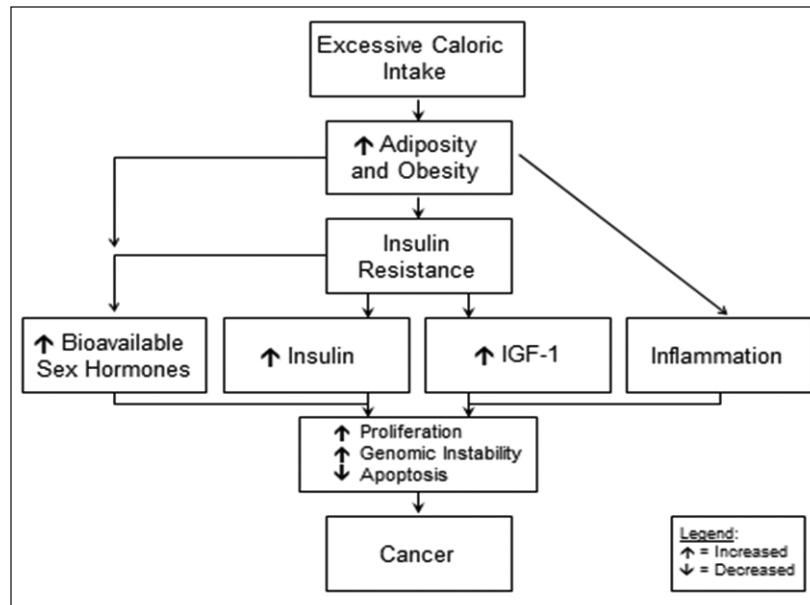 Excessive Caloric
Intake
↑ Adiposity
and Obesity
Insulin
Resistance
↑ Bioavailable
Sex Hormones
↑ Insulin
↑ IGF-1
Inflammation
↑ Proliferation
↑ Genomic Instability
↓ Apoptosis
Cancer
Legend:
↑ = Increased
↓ = Decreased